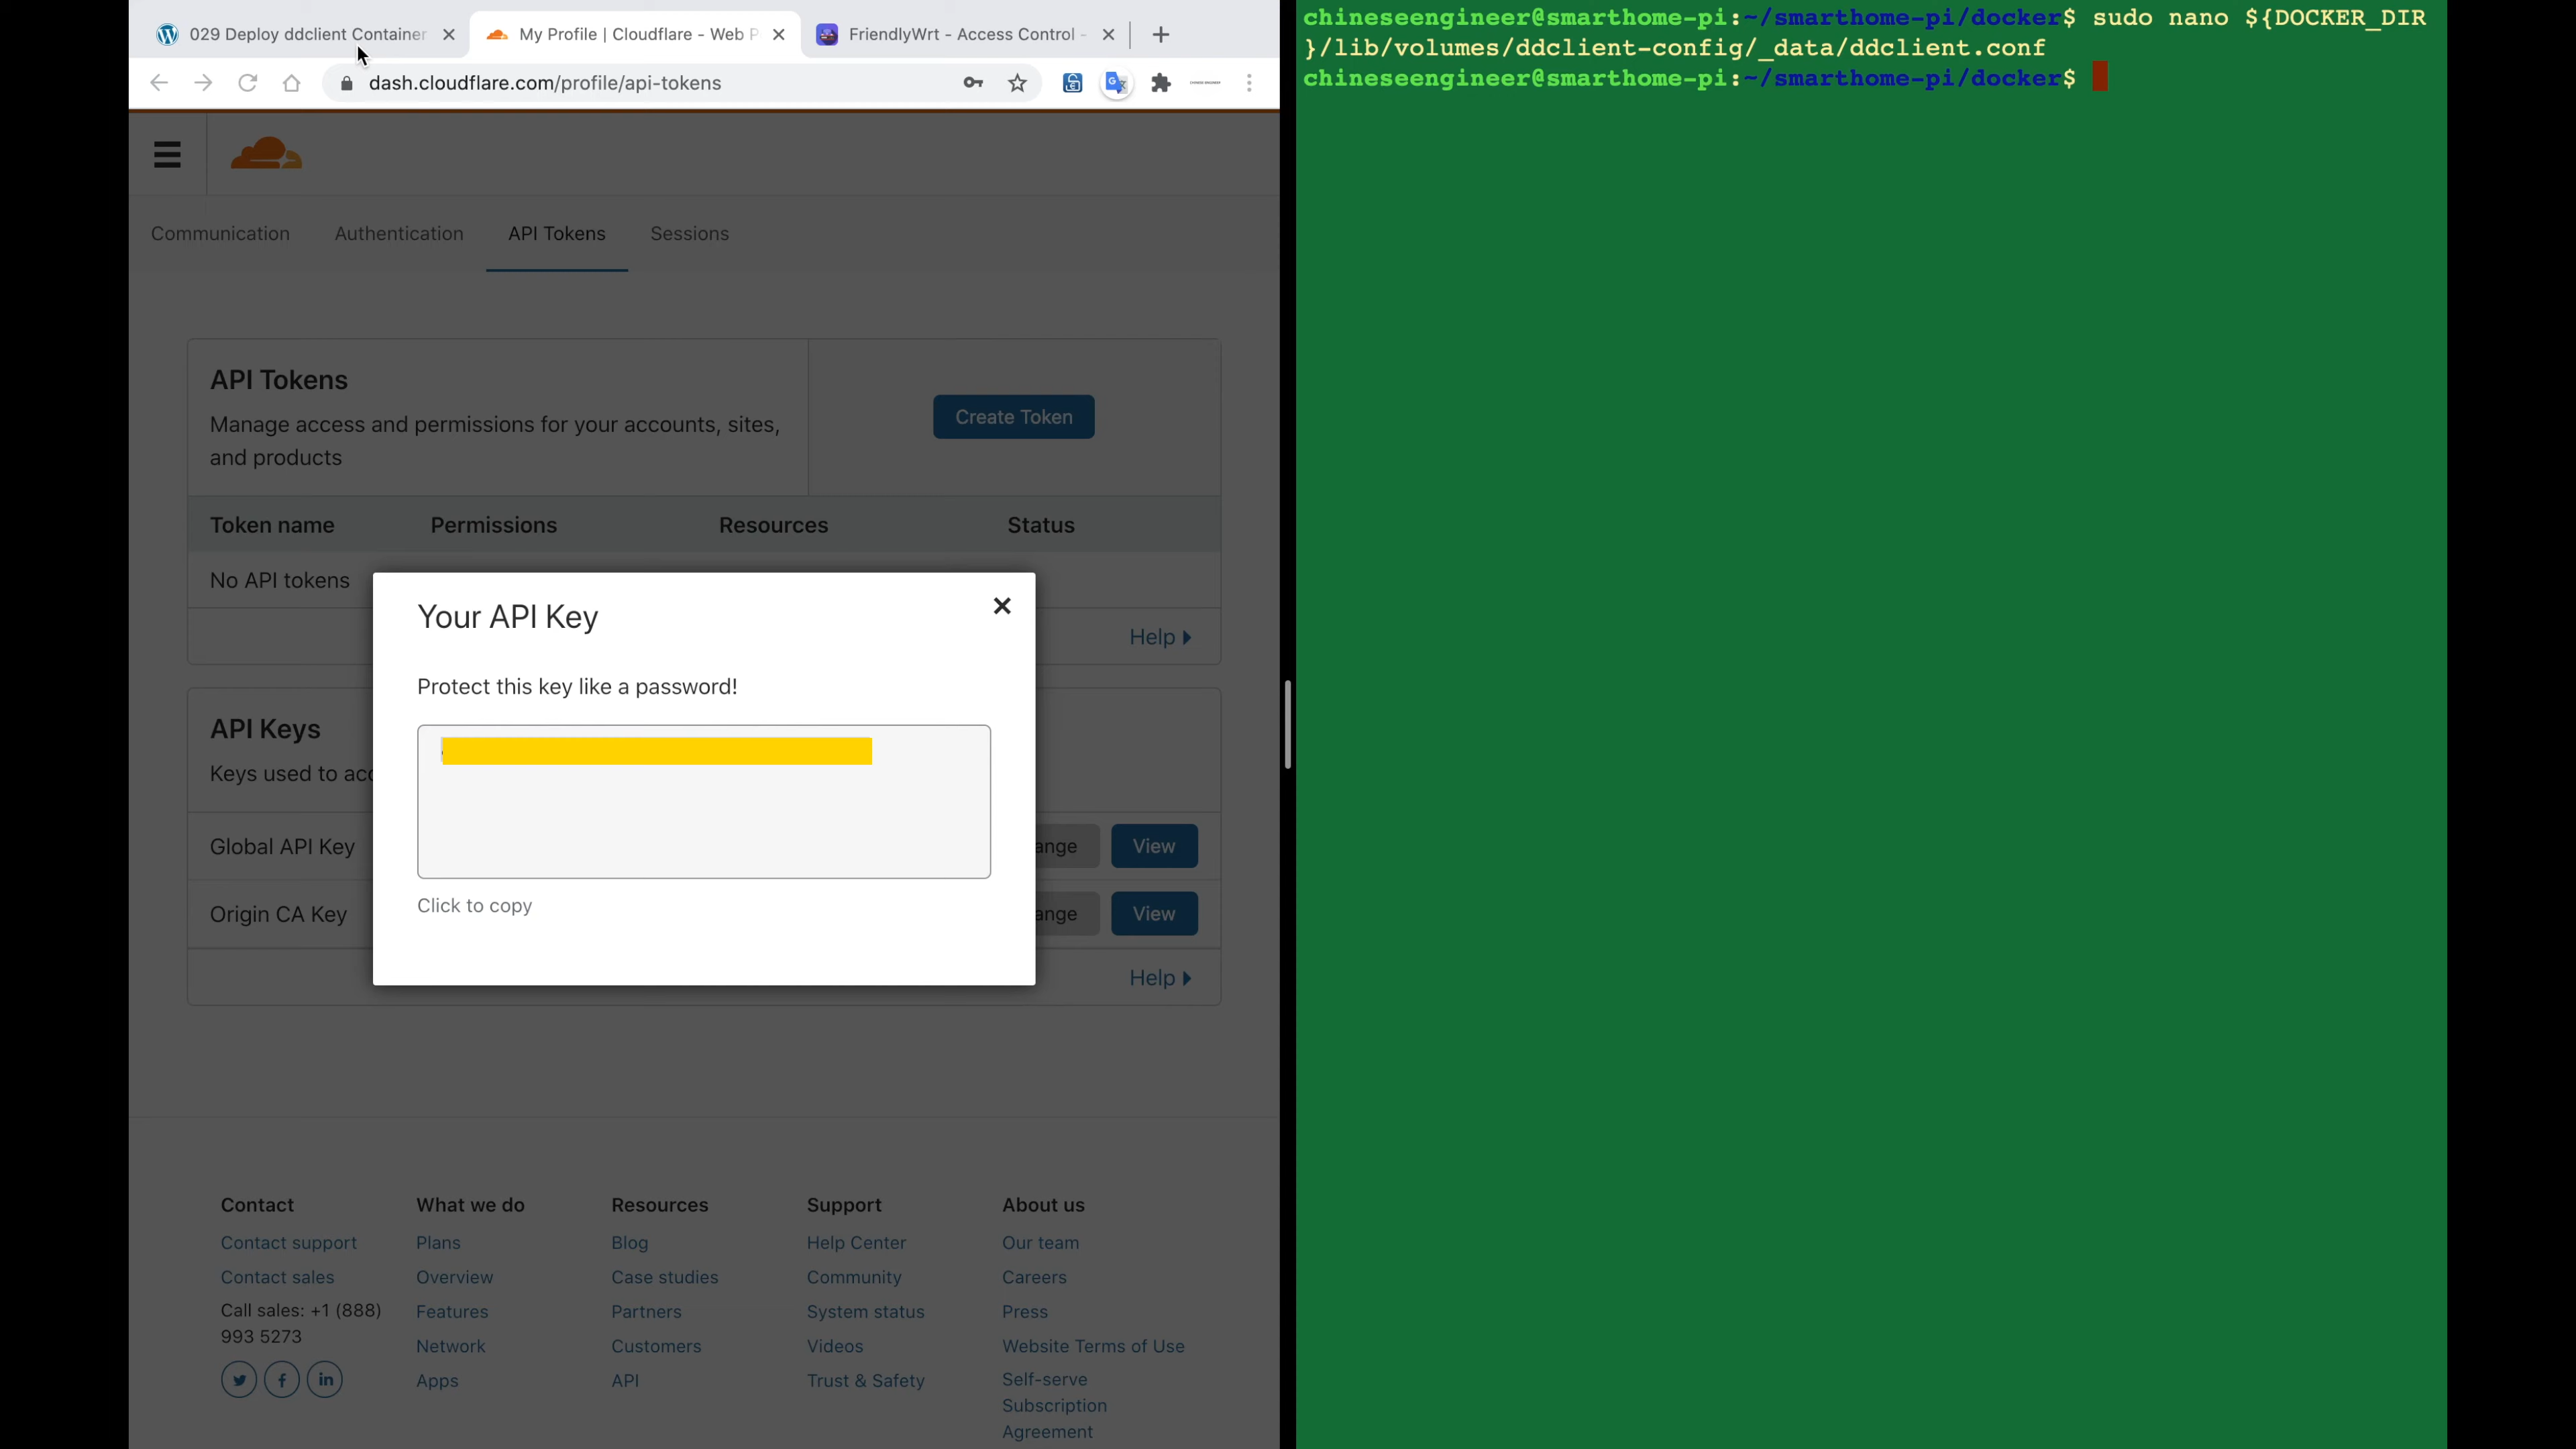 029 Deploy ddclient Container
My Profile | Cloudflare - Web P
FriendlyWrt - Access Control -
dash.cloudflare.com/profile/api-tokens
Communication
Authentication
API Tokens
Sessions
API Tokens
Manage access and permissions for your accounts, sites,
and products
Create Token
Token name
Permissions
Resources
Status
No API tokens
Help
Your API Key
Protect this key like a password!
Click to copy
API Keys
Keys used to acc
Global API Key
ange
View
Origin CA Key
ange
View
Help
Contact
Contact support
Contact sales
Call sales: +1 (888)
993 5273
What we do
Plans
Overview
Features
Network
Apps
Resources
Blog
Case studies
Partners
Customers
API
Support
Help Center
Community
System status
Videos
Trust & Safety
About us
Our team
Careers
Press
Website Terms of Use
Self-serve
Subscription
Agreement
chineseengineer@smarthome-pi:~/smarthome-pi/docker$ sudo nano ${DOCKER_DIR
}/lib/volumes/ddclient-config/_data/ddclient.conf
chineseengineer@smarthome-pi:~/smarthome-pi/docker$